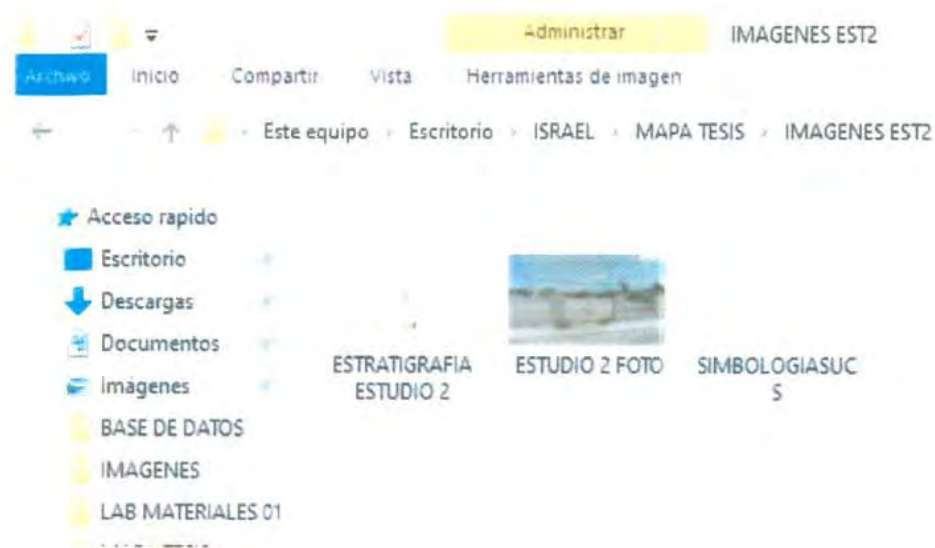 Administrar IMAGENES EST2
Archivo Inicio Compartir Vista Herramientas de imagen
Este equipo › Escritorio › ISRAEL › MAPA TESIS › IMAGENES EST2
Acceso rapido
Escritorio
Descargas
Documentos
Imágenes
BASE DE DATOS
IMAGENES
LAB MATERIALES 01
ESTRATIGRAFIA
ESTUDIO 2
ESTUDIO 2 FOTO
SIMBOLOGIASUC
S